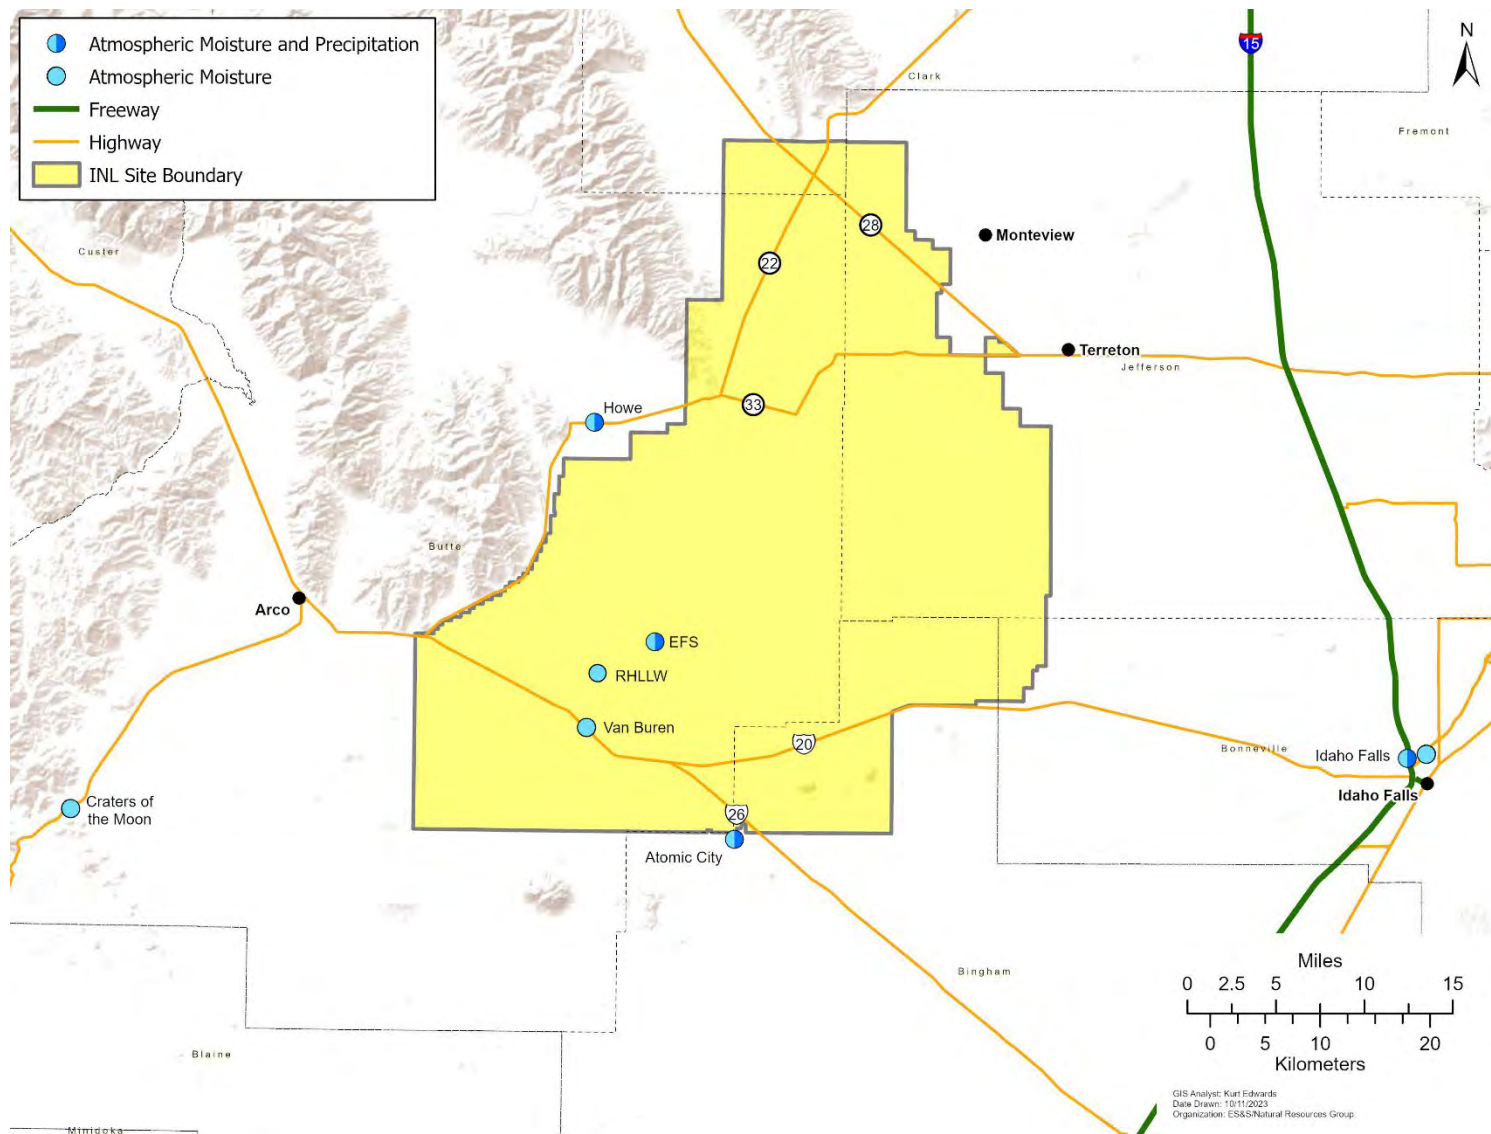 Atmospheric Moisture and Precipitation
Atmospheric Moisture
Freeway
Highway
INL Site Boundary
15
N
Clark
Fremont
28
Monteview
Custer
22
Terreton
Jefferson
Howe
33
Butte
Arco
EFS
RHLLW
Van Buren
20
Bonneville
Idaho Falls
Idaho Falls
Craters of
the Moon
26
Atomic City
Bingham
Miles
0 2.5 5 10 15
0 5 10 20
Kilometers
Blaine
GIS Analyst: Kurt Edwards
Date Drawn: 10/11/2023
Organization: ES&S/Natural Resources Group
Minidoka